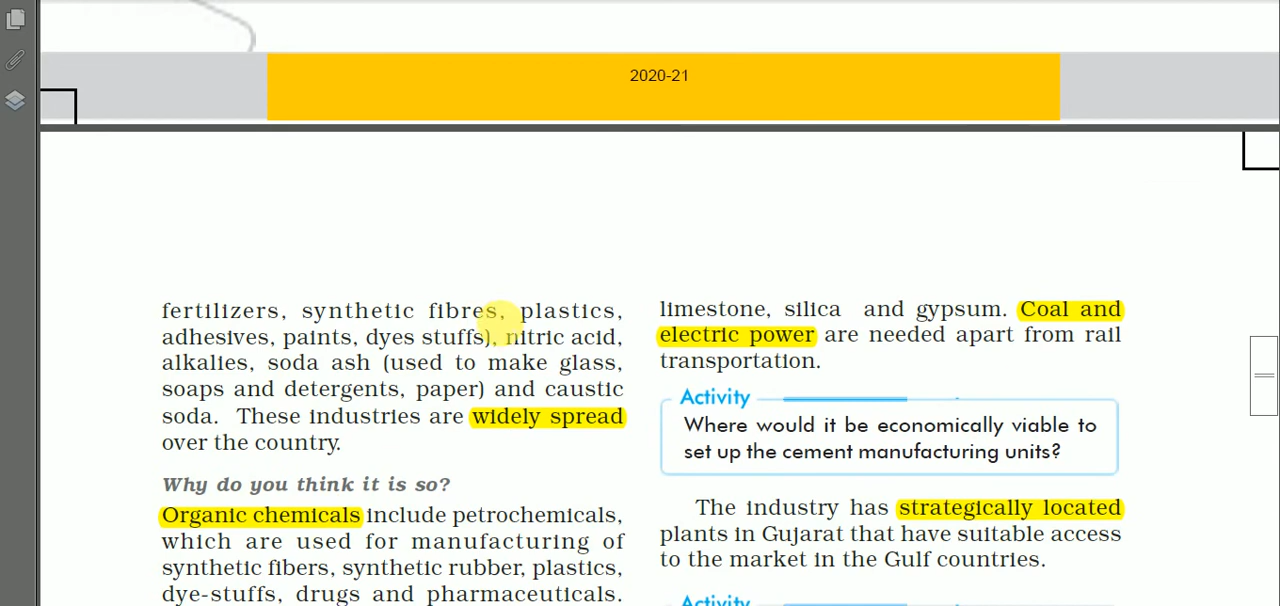 2020-21
fertilizers, synthetic fibres, plastics,
adhesives, paints, dyes stuffs), nitric acid,
alkalies, soda ash (used to make glass,
soaps and detergents, paper) and caustic
soda. These industries are widely spread
over the country.
Why do you think it is so?
Organic chemicals include petrochemicals,
which are used for manufacturing of
synthetic fibers, synthetic rubber, plastics,
dye-stuffs, drugs and pharmaceuticals.
limestone, silica and gypsum. Coal and
electric power are needed apart from rail
transportation.
Activity
Where would it be economically viable to
set up the cement manufacturing units?
The industry has strategically located
plants in Gujarat that have suitable access
to the market in the Gulf countries.
Activity